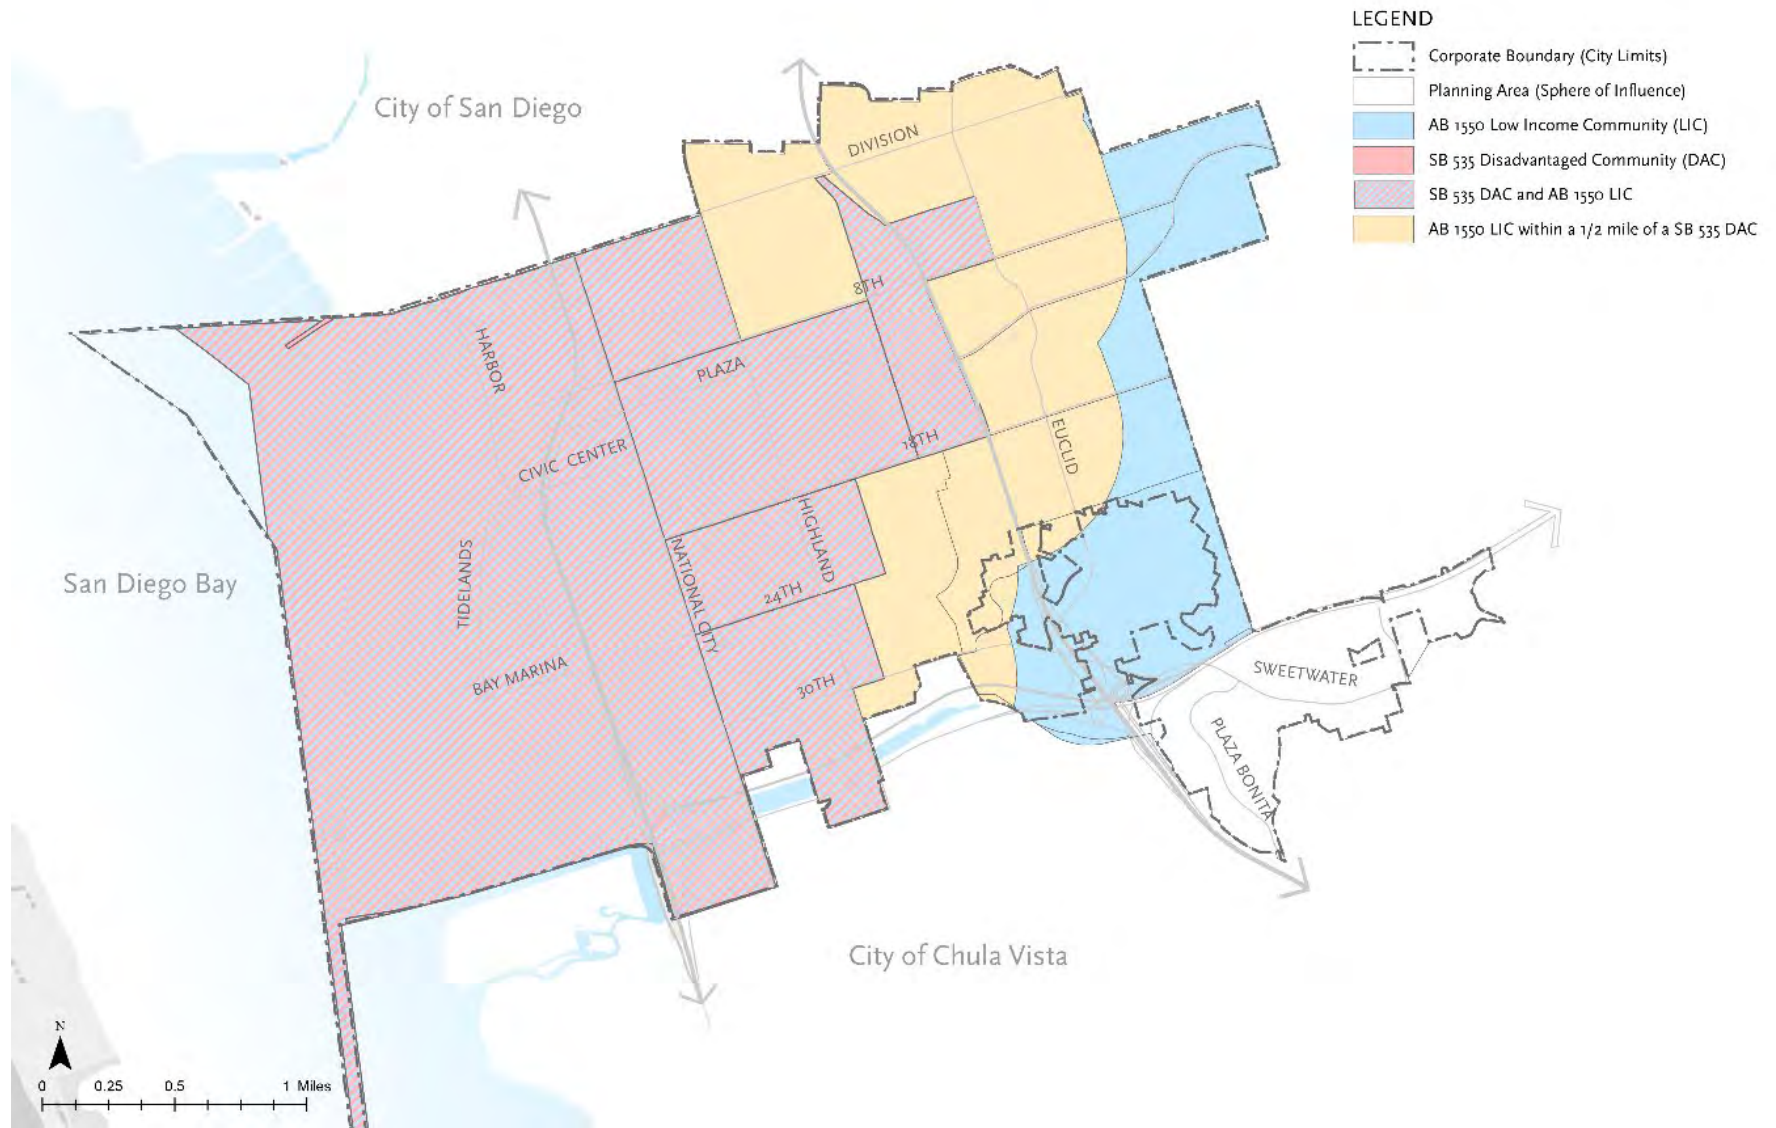 LEGEND
Corporate Boundary (City Limits)
Planning Area (Sphere of Influence)
AB 1550 Low Income Community (LIC)
SB 535 Disadvantaged Community (DAC)
SB 535 DAC and AB 1550 LIC
AB 1550 LIC within a 1/2 mile of a SB 535 DAC
City of San Diego
DIVISION
8TH
HARBOR
PLAZA
CIVIC CENTER
18TH
EUCLID
HIGHLAND
NATIONAL CITY
24TH
TIDELANDS
San Diego Bay
BAY MARINA
30TH
SWEETWATER
PLAZA BONITA
City of Chula Vista
N
0 0.25 0.5 1 Miles